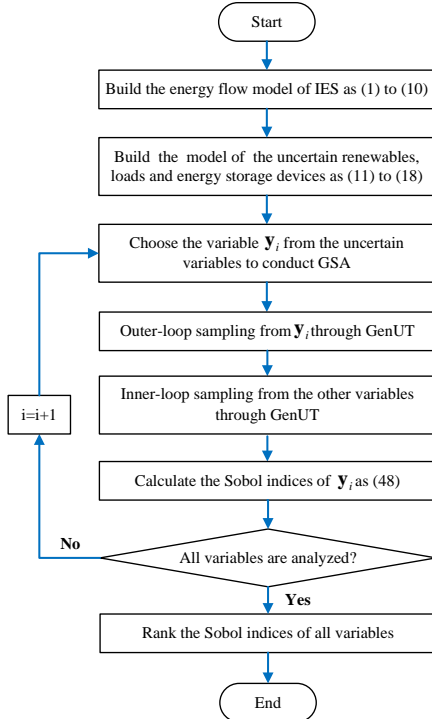 Start
Build the energy flow model of IES as (1) to (10)
Build the model of the uncertain renewables,
loads and energy storage devices as (11) to (18)
Choose the variable y_i from the uncertain
variables to conduct GSA
Outer-loop sampling from y_i through GenUT
Inner-loop sampling from the other variables
through GenUT
i=i+1
Calculate the Sobol indices of y_i as (48)
No
All variables are analyzed?
Yes
Rank the Sobol indices of all variables
End